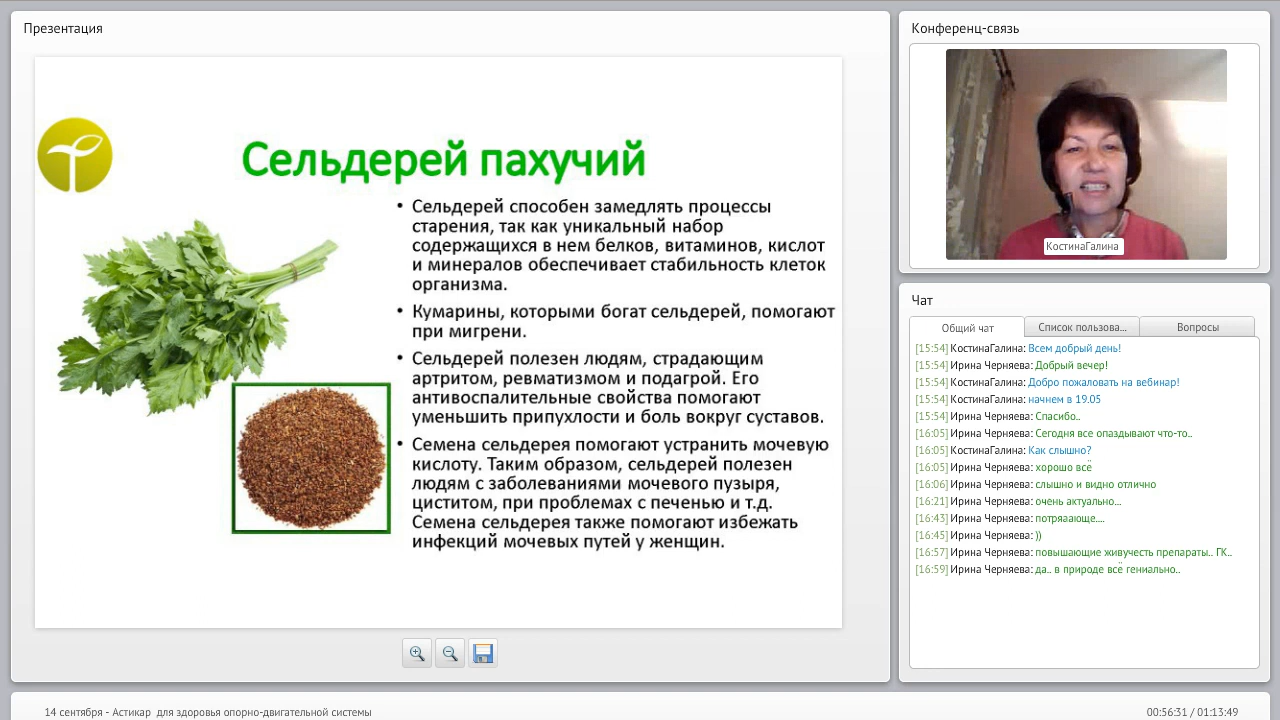 Презентация
Сельдерей пахучий
• Сельдерей способен замедлять процессы
старения, так как уникальный набор
содержащихся в нем белков, витаминов, кислот
и минералов обеспечивает стабильность клеток
организма.
• Кумарины, которыми богат сельдерей, помогают
при мигрени.
• Сельдерей полезен людям, страдающим
артритом, ревматизмом и подагрой. Его
антивоспалительные свойства помогают
уменьшить припухлости и боль вокруг суставов.
• Семена сельдерея помогают устранить мочевую
кислоту. Таким образом, сельдерей полезен
людям с заболеваниями мочевого пузыря,
циститом, при проблемах с печенью и т.д.
Семена сельдерея также помогают избежать
инфекций мочевых путей у женщин.
Конференц-связь
КостинаГалина
Чат
Общий чат
Список пользова...
Вопросы
[15:54] КостинаГалина: Всем добрый день!
[15:54] Ирина Черняева: Добрый вечер!
[15:54] КостинаГалина: Добро пожаловать на вебинар!
[15:54] КостинаГалина: начнем в 19.05
[15:54] Ирина Черняева: Спасибо..
[16:05] Ирина Черняева: Сегодня все опаздывают что-то..
[16:05] КостинаГалина: Как слышно?
[16:05] Ирина Черняева: хорошо всё
[16:06] Ирина Черняева: слышно и видно отлично
[16:21] Ирина Черняева: очень актуально...
[16:43] Ирина Черняева: потряаающе....
[16:45] Ирина Черняева: ))
[16:57] Ирина Черняева: повышающие живучесть препараты.. ГК..
[16:59] Ирина Черняева: да.. в природе всё гениально..
14 сентября - Астикар для здоровья опорно-двигательной системы
00:56:31 / 01:13:49